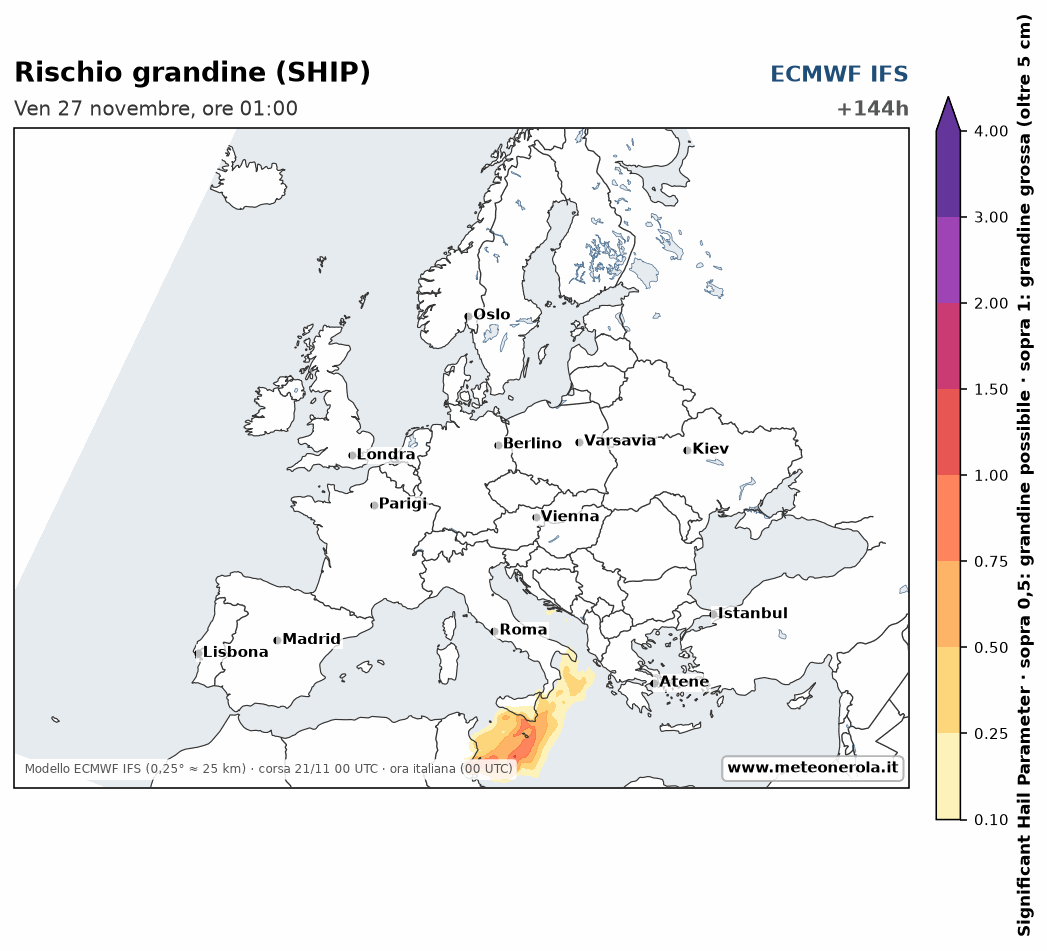 Rischio grandine (SHIP)
ECMWF IFS
Ven 27 novembre, ore 01:00
+144h
Oslo
Londra
Berlino
Varsavia
Kiev
Parigi
Vienna
Istanbul
Roma
Madrid
Lisbona
Atene
Modello ECMWF IFS (0,25° ≈ 25 km) · corsa 21/11 00 UTC · ora italiana (00 UTC)
www.meteonerola.it
4.00
3.00
2.00
1.50
1.00
0.75
0.50
0.25
0.10
Significant Hail Parameter · sopra 0,5: grandine possibile · sopra 1: grandine grossa (oltre 5 cm)